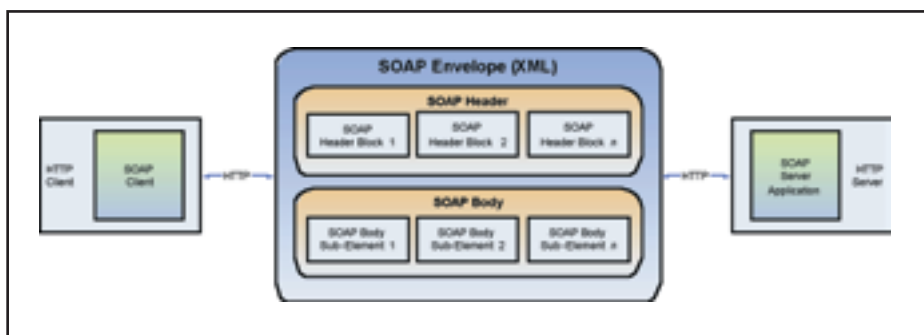 SOAP Envelope (XML)
SOAP Header
SOAP
Header Block 1
SOAP
Header Block 2
SOAP
Header Block n
HTTP
Client
SOAP
Client
HTTP
HTTP
SOAP
Server
Application
HTTP
Server
SOAP Body
SOAP Body
Sub-Element 1
SOAP Body
Sub-Element 2
SOAP Body
Sub-Element n